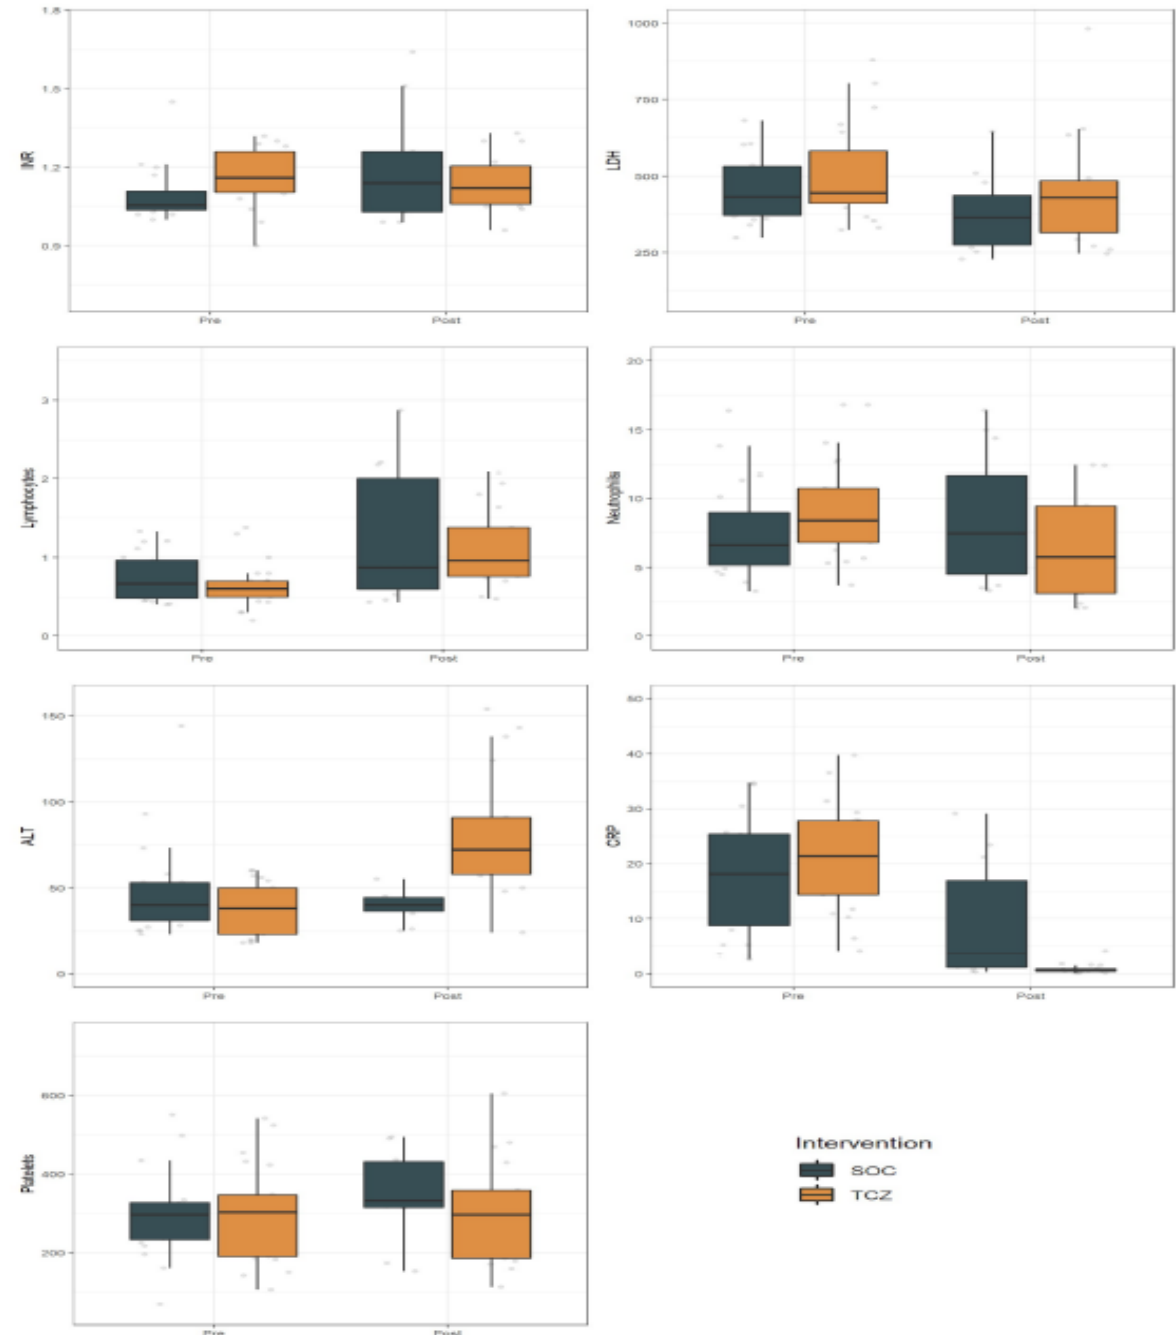 1.8
1.5
1.2
0.9
INR
Pre
Post
1000
750
500
250
LDH
Pre
Post
3
2
1
0
Lymphocytes
Pre
Post
20
15
10
5
0
Neutrophils
Pre
Post
150
100
50
0
ALT
Pre
Post
50
40
30
20
10
0
CRP
Pre
Post
600
400
200
Platelets
Pre
Post
Intervention
SOC
TCZ